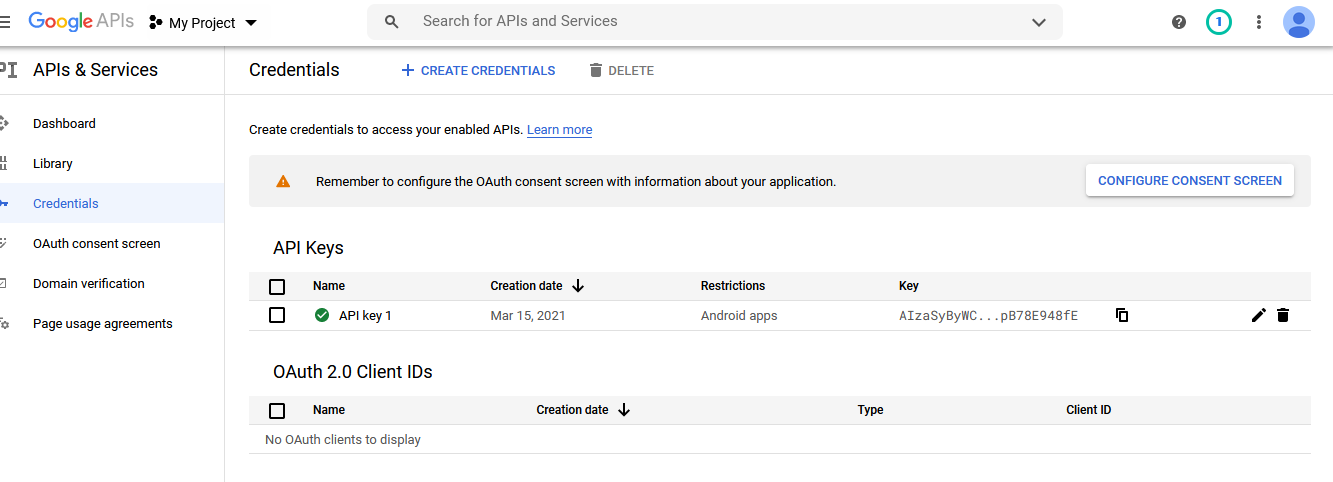 Google APIs My Project Search for APIs and Services 1
APIs & Services
Credentials
CREATE CREDENTIALS
DELETE
Dashboard
Library
Credentials
OAuth consent screen
Domain verification
Page usage agreements
Create credentials to access your enabled APIs. Learn more
Remember to configure the OAuth consent screen with information about your application. CONFIGURE CONSENT SCREEN
API Keys
Name Creation date Restrictions Key
API key 1 Mar 15, 2021 Android apps AIzaSyByWC...pB78E948fE
OAuth 2.0 Client IDs
Name Creation date Type Client ID
No OAuth clients to display